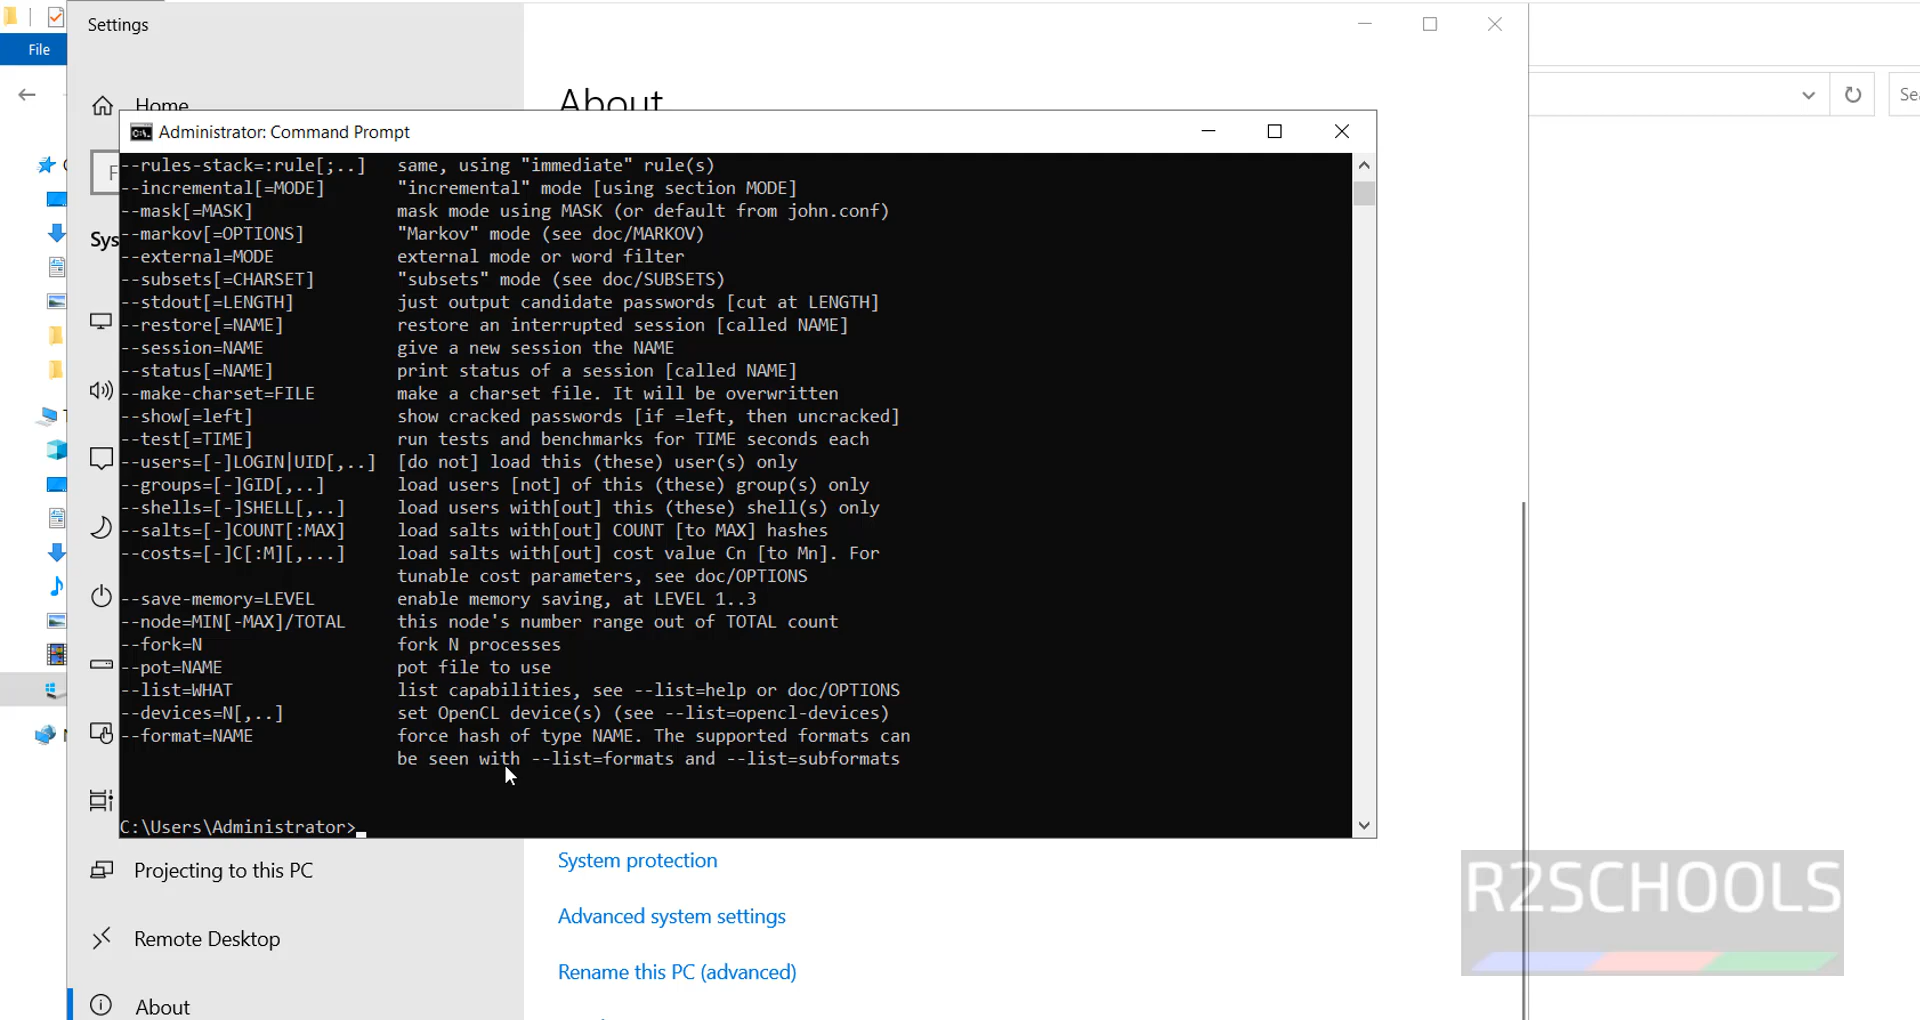 Settings
File
Home
About
Administrator: Command Prompt
--rules-stack=:rule[;..] same, using "immediate" rule(s)
--incremental[=MODE] "incremental" mode [using section MODE]
--mask[=MASK] mask mode using MASK (or default from john.conf)
--markov[=OPTIONS] "Markov" mode (see doc/MARKOV)
--external=MODE external mode or word filter
--subsets[=CHARSET] "subsets" mode (see doc/SUBSETS)
--stdout[=LENGTH] just output candidate passwords [cut at LENGTH]
--restore[=NAME] restore an interrupted session [called NAME]
--session=NAME give a new session the NAME
--status[=NAME] print status of a session [called NAME]
--make-charset=FILE make a charset file. It will be overwritten
--show[=left] show cracked passwords [if =left, then uncracked]
--test[=TIME] run tests and benchmarks for TIME seconds each
--users=[-]LOGIN|UID[,..] [do not] load this (these) user(s) only
--groups=[-]GID[,..] load users [not] of this (these) group(s) only
--shells=[-]SHELL[,..] load users with[out] this (these) shell(s) only
--salts=[-]COUNT[:MAX] load salts with[out] COUNT [to MAX] hashes
--costs=[-]C[:M][,...] load salts with[out] cost value Cn [to Mn]. For
tunable cost parameters, see doc/OPTIONS
--save-memory=LEVEL enable memory saving, at LEVEL 1..3
--node=MIN[-MAX]/TOTAL this node's number range out of TOTAL count
--fork=N fork N processes
--pot=NAME pot file to use
--list=WHAT list capabilities, see --list=help or doc/OPTIONS
--devices=N[,..] set OpenCL device(s) (see --list=opencl-devices)
--format=NAME force hash of type NAME. The supported formats can
be seen with --list=formats and --list=subformats
C:\Users\Administrator>
Sys
Sea
Projecting to this PC
Remote Desktop
About
System protection
Advanced system settings
Rename this PC (advanced)
R2SCHOOLS